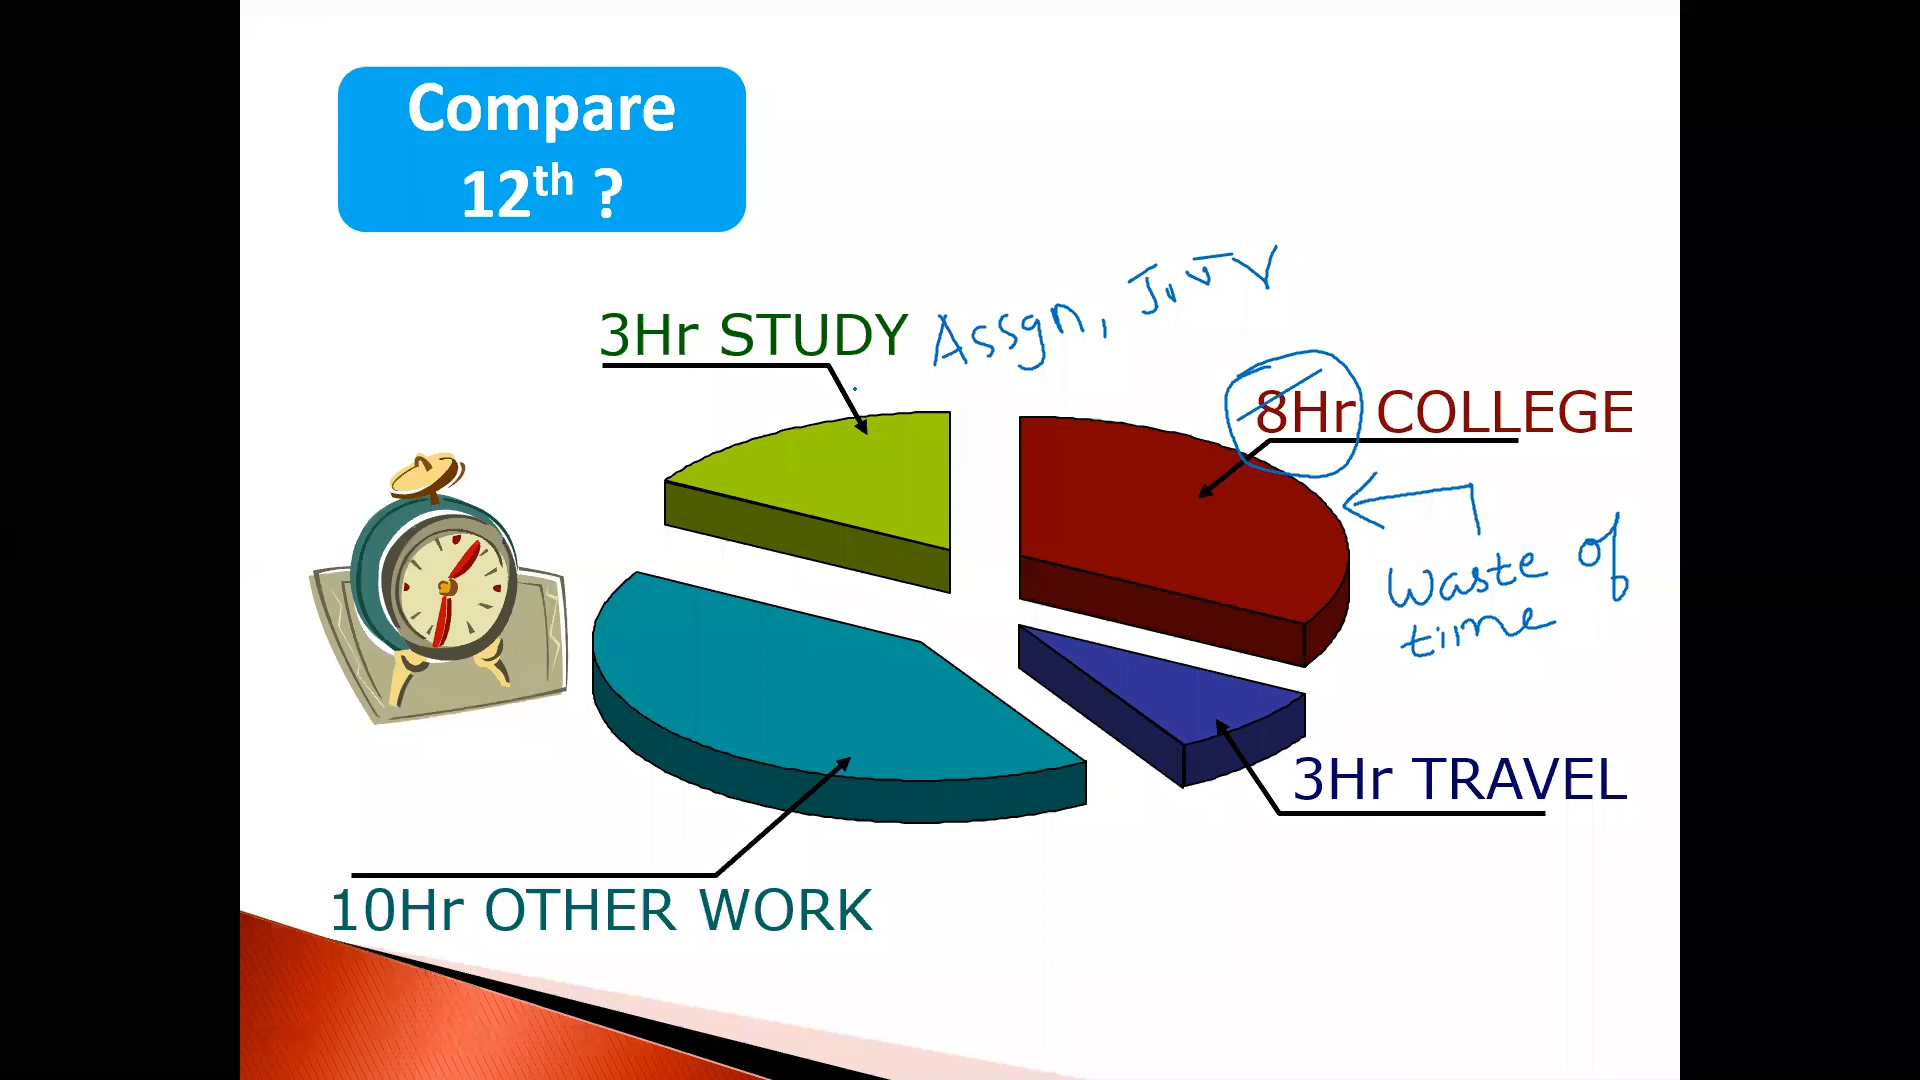 Compare
12th ?
3Hr STUDY
Assgn,
8Hr COLLEGE
Waste of
time
3Hr TRAVEL
10Hr OTHER WORK